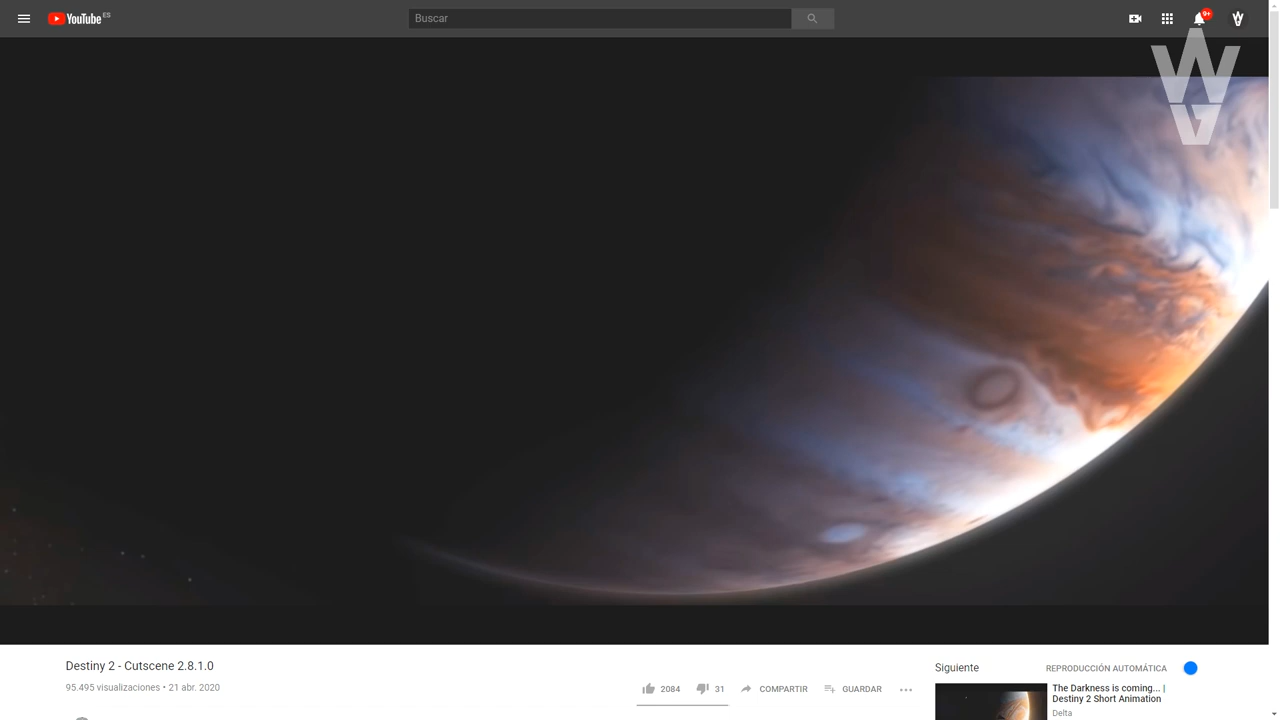 YouTube ES
Buscar
9+
Destiny 2 - Cutscene 2.8.1.0
95.495 visualizaciones • 21 abr. 2020
2084
31
COMPARTIR
GUARDAR
Siguiente
REPRODUCCIÓN AUTOMÁTICA
The Darkness is coming... |
Destiny 2 Short Animation
Delta